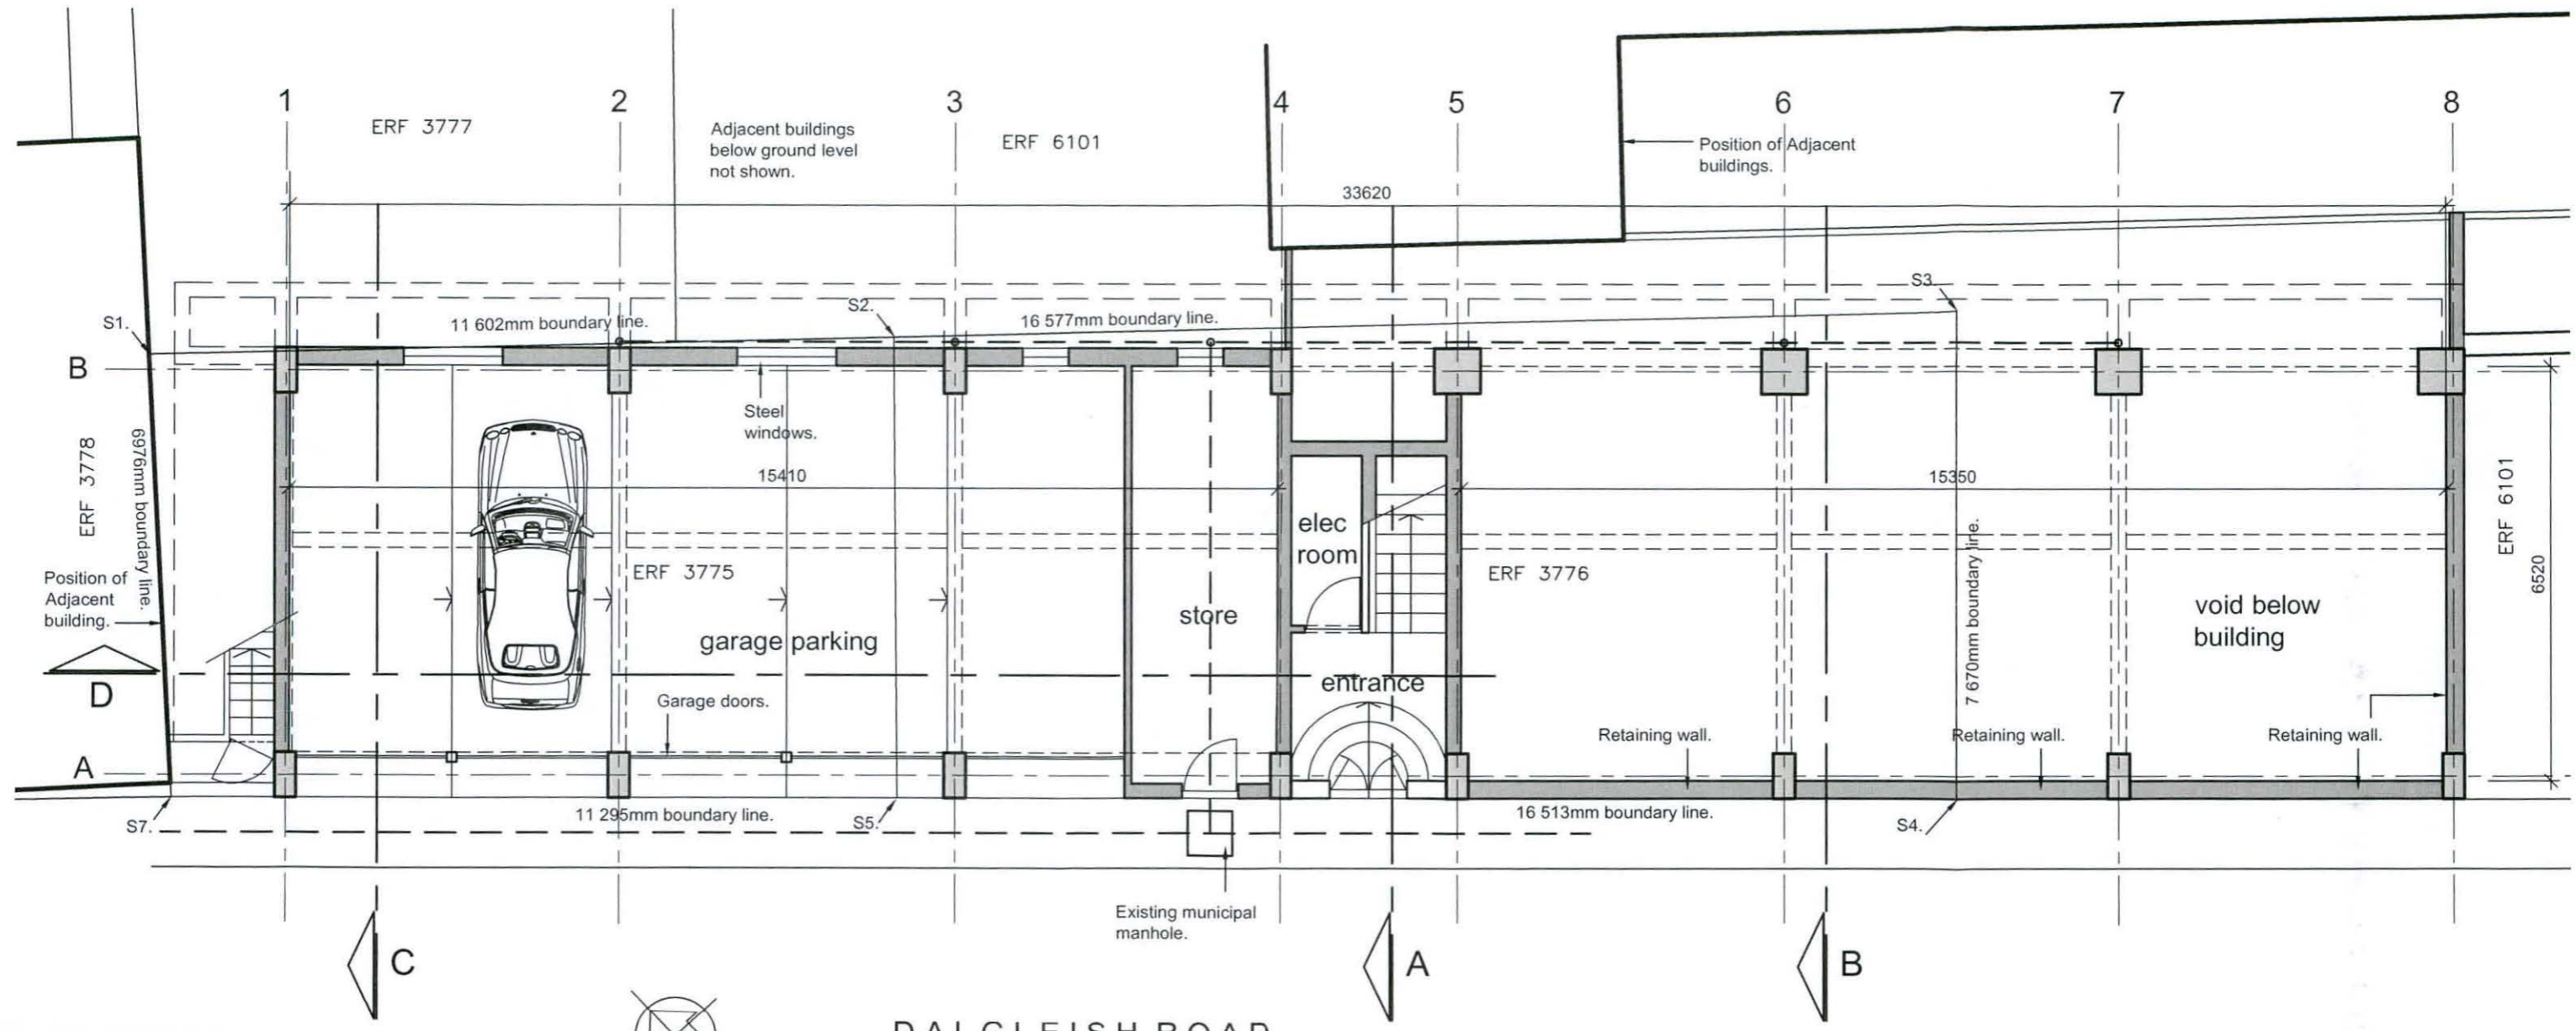 1
2
3
4
5
6
7
8
ERF 3777
Adjacent buildings
below ground level
not shown.
ERF 6101
Position of Adjacent
buildings.
33620
S1.
11 602mm boundary line.
S2.
16 577mm boundary line.
S3.
B
Steel
windows.
15410
15350
ERF 3778
6976mm boundary line.
elec
room
ERF 6101
6520
Position of
Adjacent
building.
ERF 3775
ERF 3776
7 670mm boundary line.
store
void below
building
garage parking
D
entrance
Garage doors.
Retaining wall.
Retaining wall.
Retaining wall.
A
11 295mm boundary line.
16 513mm boundary line.
S7.
S5.
S4.
Existing municipal
manhole.
C
A
B
DALGLEISH ROAD